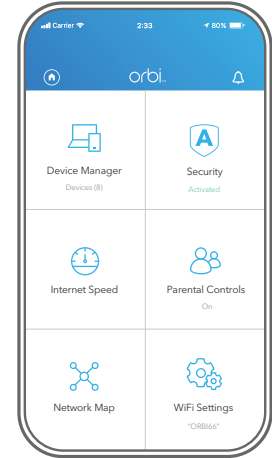 Carrier 2:33 80%
orbi
Device Manager
Devices (8)
Security
Activated
Internet Speed
Parental Controls
On
Network Map
WiFi Settings
"ORBI66"